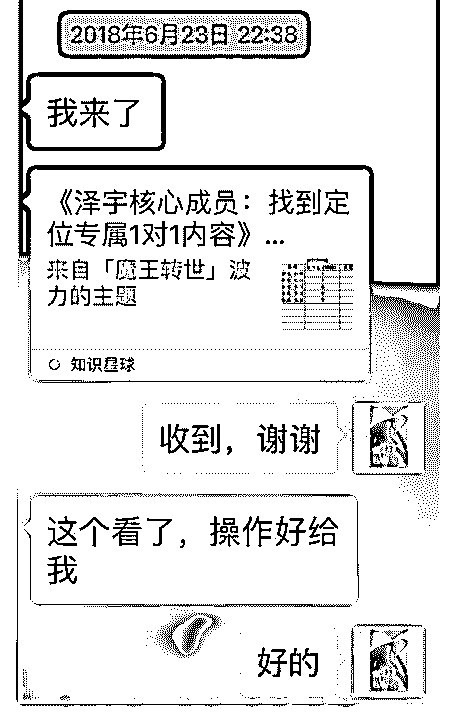 2018年6月23日 22:38
我来了
《泽宇核心成员：找到定
位专属1对1内容》...
来自「魔王转世」波
力的主题
知识星球
收到，谢谢
这个看了，操作好给
我
好的